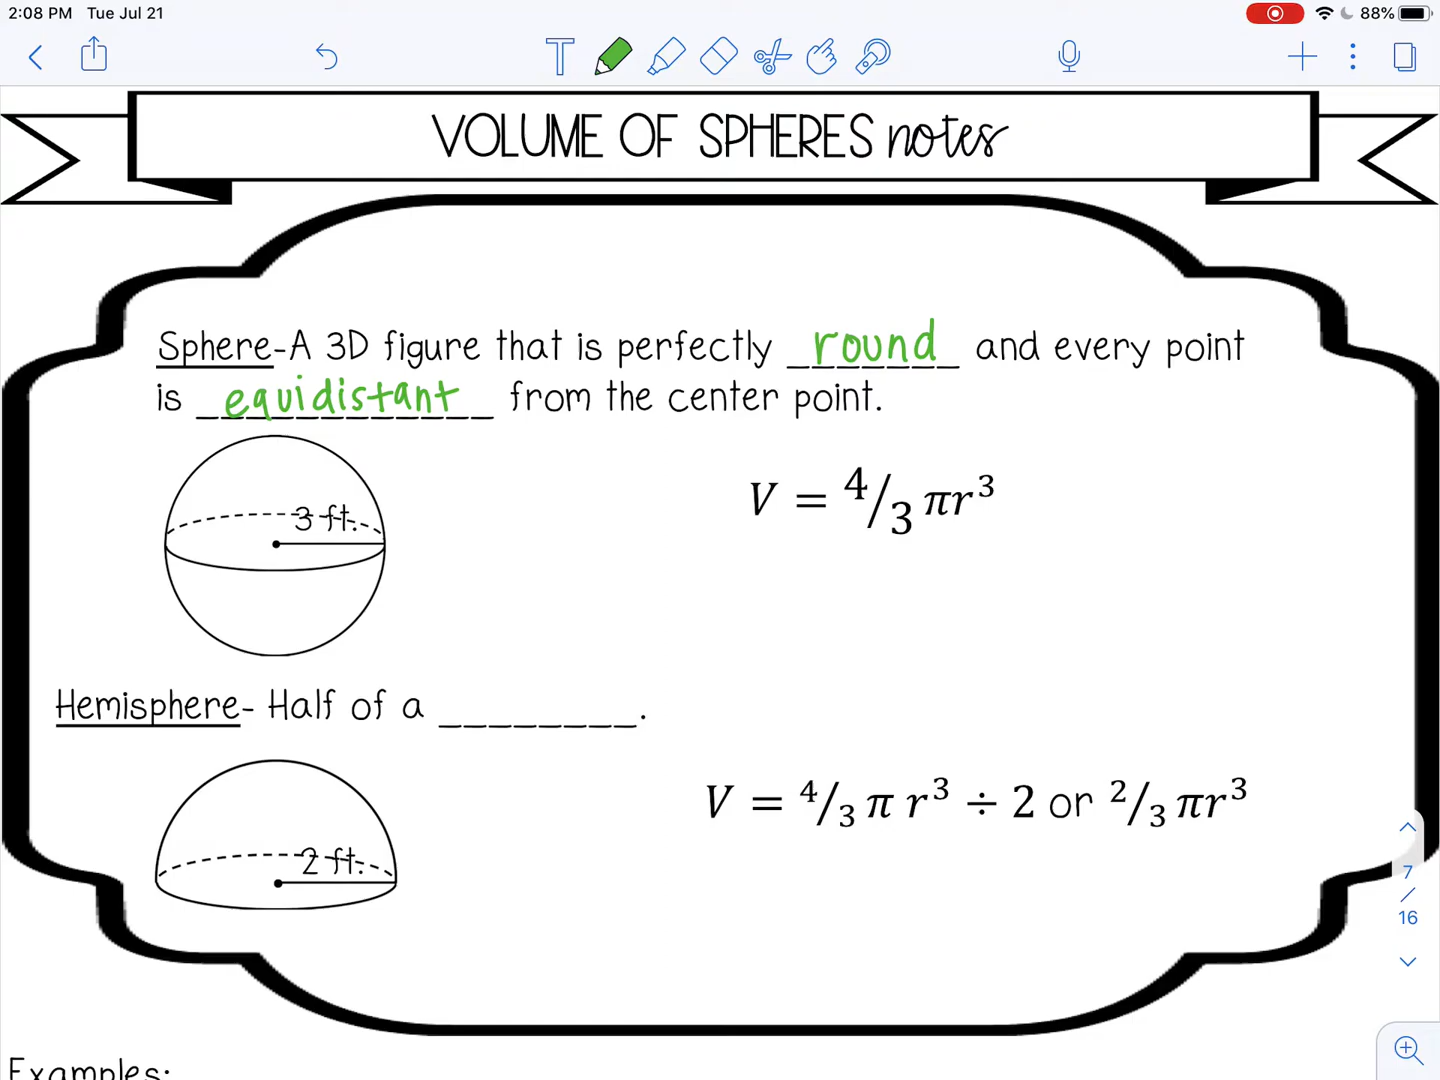 2:08 PM Tue Jul 21 88%
VOLUME OF SPHERES notes
Sphere-A 3D figure that is perfectly round and every point
is equidistant from the center point.
3 ft.
V = 4/3 πr³
Hemisphere- Half of a ________.
2 ft.
V = 4/3 π r³ ÷ 2 or 2/3 πr³
7
/
16
Examples: